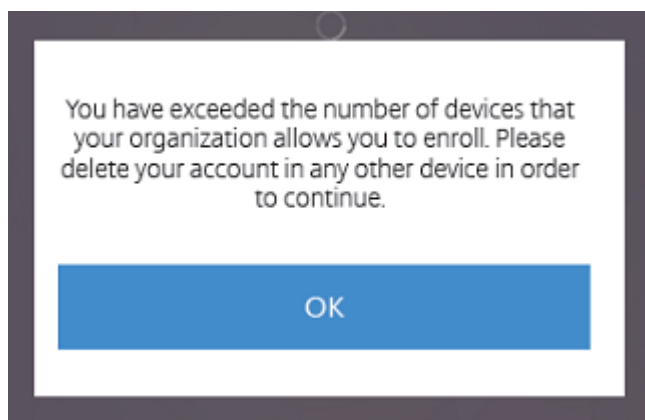 You have exceeded the number of devices that
your organization allows you to enroll. Please
delete your account in any other device in order
to continue.
OK